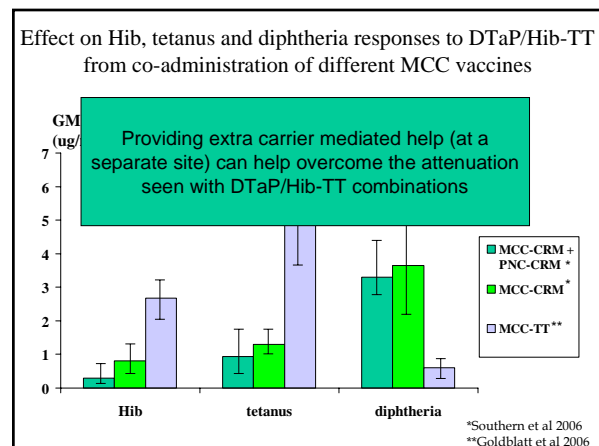 Effect on Hib, tetanus and diphtheria responses to DTaP/Hib-TT
from co-administration of different MCC vaccines
GM
(ug/
Providing extra carrier mediated help (at a
separate site) can help overcome the attenuation
seen with DTaP/Hib-TT combinations
7
6
5
4
3
2
1
0
Hib tetanus diphtheria
MCC-CRM +
PNC-CRM *
MCC-CRM*
MCC-TT**
*Southern et al 2006
**Goldblatt et al 2006